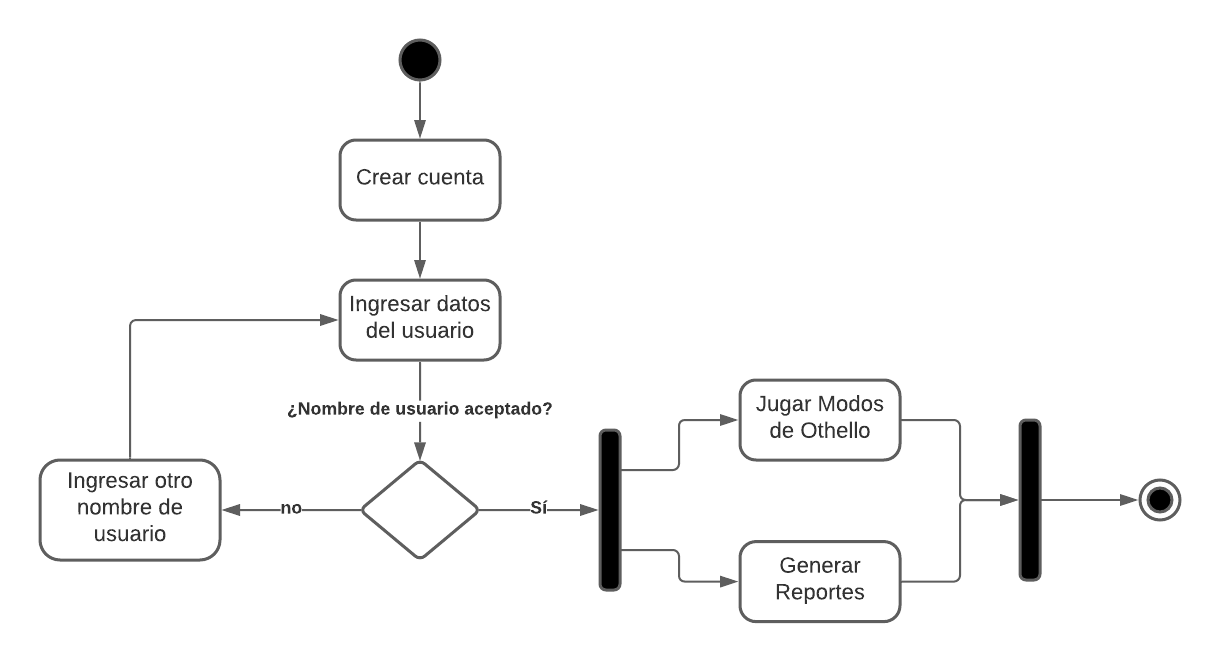 Crear cuenta
Ingresar datos
del usuario
¿Nombre de usuario aceptado?
Jugar Modos
de Othello
Ingresar otro
nombre de
usuario
no
Sí
Generar
Reportes